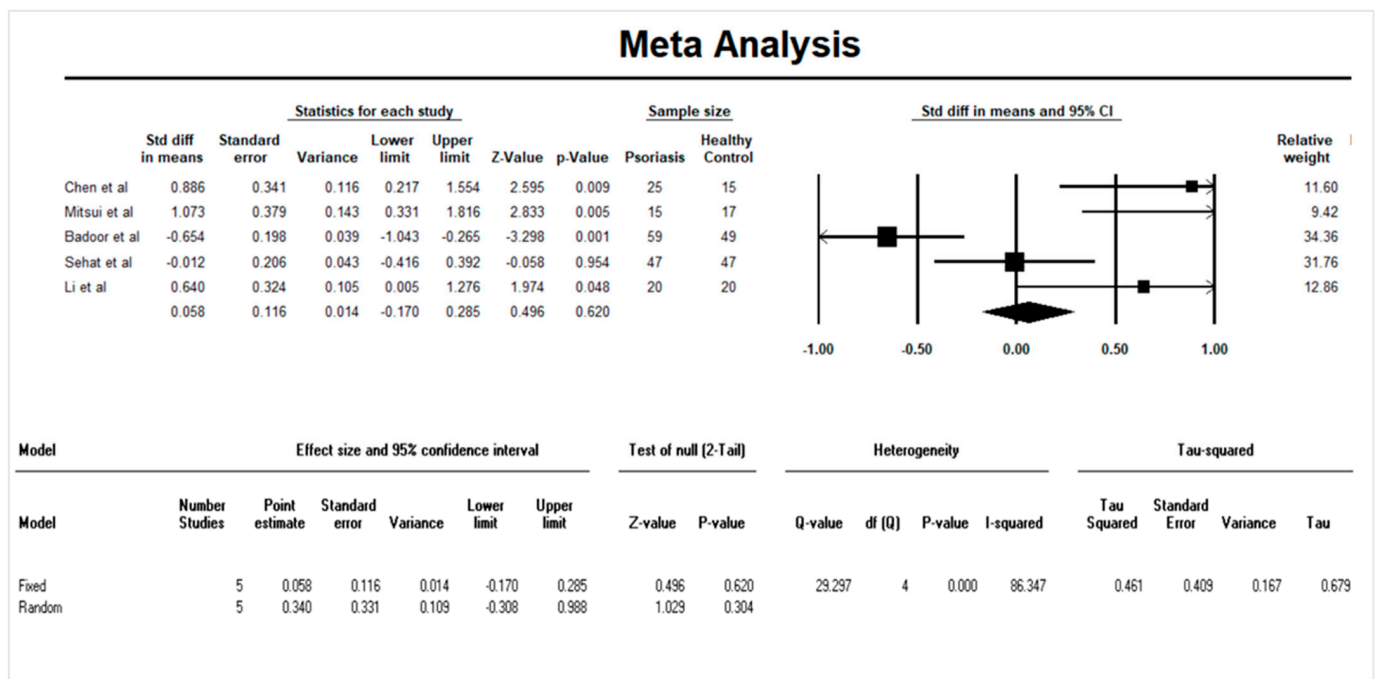 Meta Analysis
Statistics for each study Sample size Std diff in means and 95% CI
Std diff Standard Lower Upper Healthy Relative
in means error Variance limit limit Z-Value p-Value Psoriasis Control weight
Chen et al 0.886 0.341 0.116 0.217 1.554 2.595 0.009 25 15 11.60
Mitsui et al 1.073 0.379 0.143 0.331 1.816 2.833 0.005 15 17 9.42
Badoor et al -0.654 0.198 0.039 -1.043 -0.265 -3.298 0.001 59 49 34.36
Sehat et al -0.012 0.206 0.043 -0.416 0.392 -0.058 0.954 47 47 31.76
Li et al 0.640 0.324 0.105 0.005 1.276 1.974 0.048 20 20 12.86
0.058 0.116 0.014 -0.170 0.285 0.496 0.620
-1.00 -0.50 0.00 0.50 1.00
Model Effect size and 95% confidence interval Test of null (2-Tail) Heterogeneity Tau-squared
Number Point Standard Lower Upper Tau Standard
Model Studies estimate error Variance limit limit Z-value P-value Q-value df (Q) P-value I-squared Squared Error Variance Tau
Fixed 5 0.058 0.116 0.014 -0.170 0.285 0.496 0.620 29.297 4 0.000 86.347 0.461 0.409 0.167 0.679
Random 5 0.340 0.331 0.109 -0.308 0.988 1.029 0.304